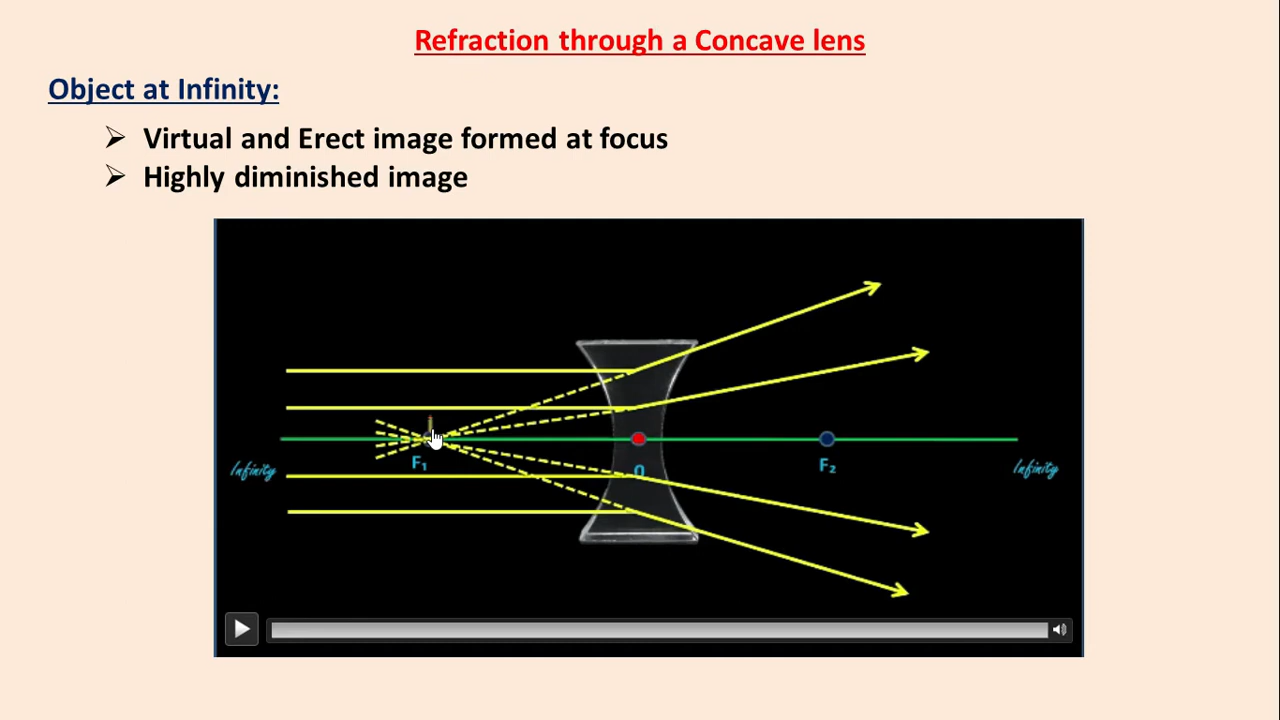 Refraction through a Concave lens
Object at Infinity:
Virtual and Erect image formed at focus
Highly diminished image
F₁
O
F₂
Infinity
Infinity